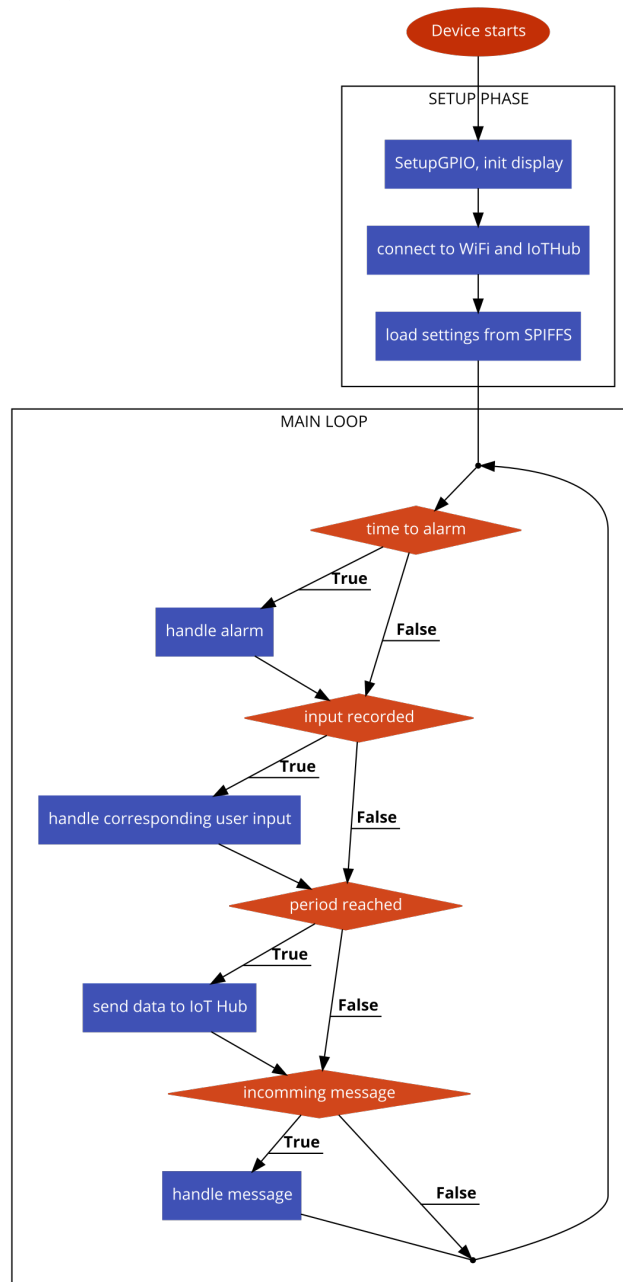 Device starts
SETUP PHASE
SetupGPIO, init display
connect to WiFi and IoTHub
load settings from SPIFFS
MAIN LOOP
time to alarm
True
handle alarm
False
input recorded
True
handle corresponding user input
False
period reached
True
send data to IoT Hub
False
incomming message
True
handle message
False